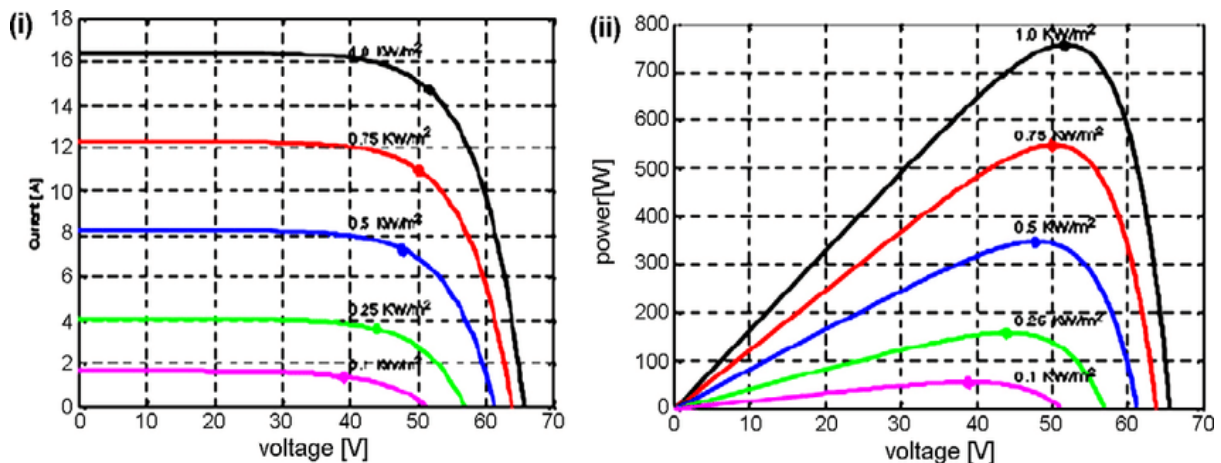 (i)
18
16
14
12
10
8
6
4
2
0
Current [A]
1.0 KW/m²
0.75 KW/m²
0.5 KW/m²
0.25 KW/m²
0.1 KW/m²
0 10 20 30 40 50 60 70
voltage [V]
(ii)
800
700
600
500
400
300
200
100
0
power[W]
1.0 KW/m²
0.75 KW/m²
0.5 KW/m²
0.25 KW/m²
0.1 KW/m²
0 10 20 30 40 50 60 70
voltage [V]